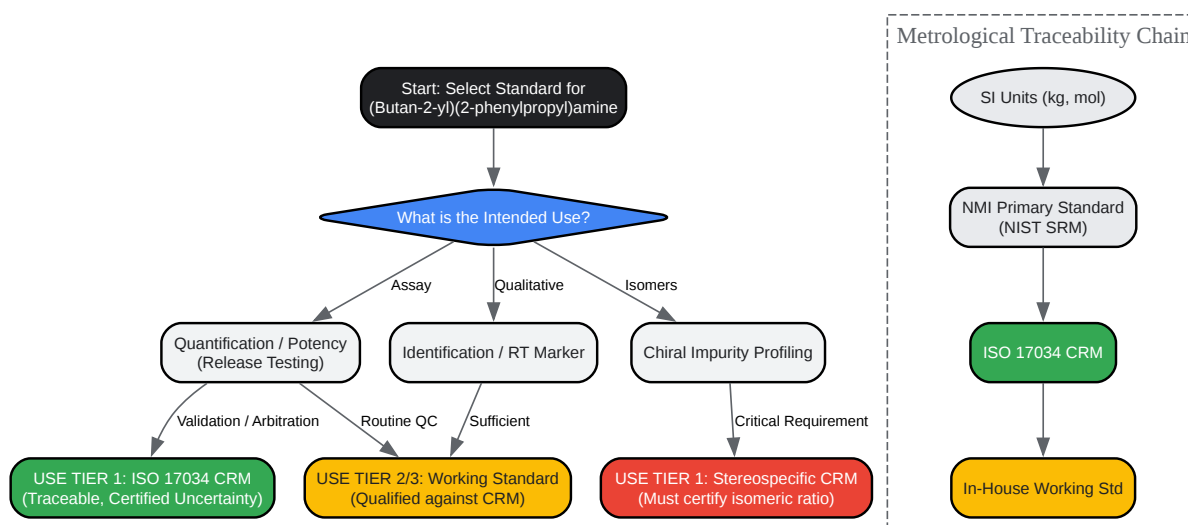 Metrological Traceability Chain
Start: Select Standard for
(Butan-2-yl)(2-phenylpropyl)amine
SI Units (kg, mol)
What is the Intended Use?
NMI Primary Standard
(NIST SRM)
Assay
Qualitative
Isomers
Quantification / Potency
(Release Testing)
Identification / RT Marker
Chiral Impurity Profiling
ISO 17034 CRM
Validation / Arbitration
Routine QC
Sufficient
Critical Requirement
USE TIER 1: ISO 17034 CRM
(Traceable, Certified Uncertainty)
USE TIER 2/3: Working Standard
(Qualified against CRM)
USE TIER 1: Stereospecific CRM
(Must certify isomeric ratio)
In-House Working Std